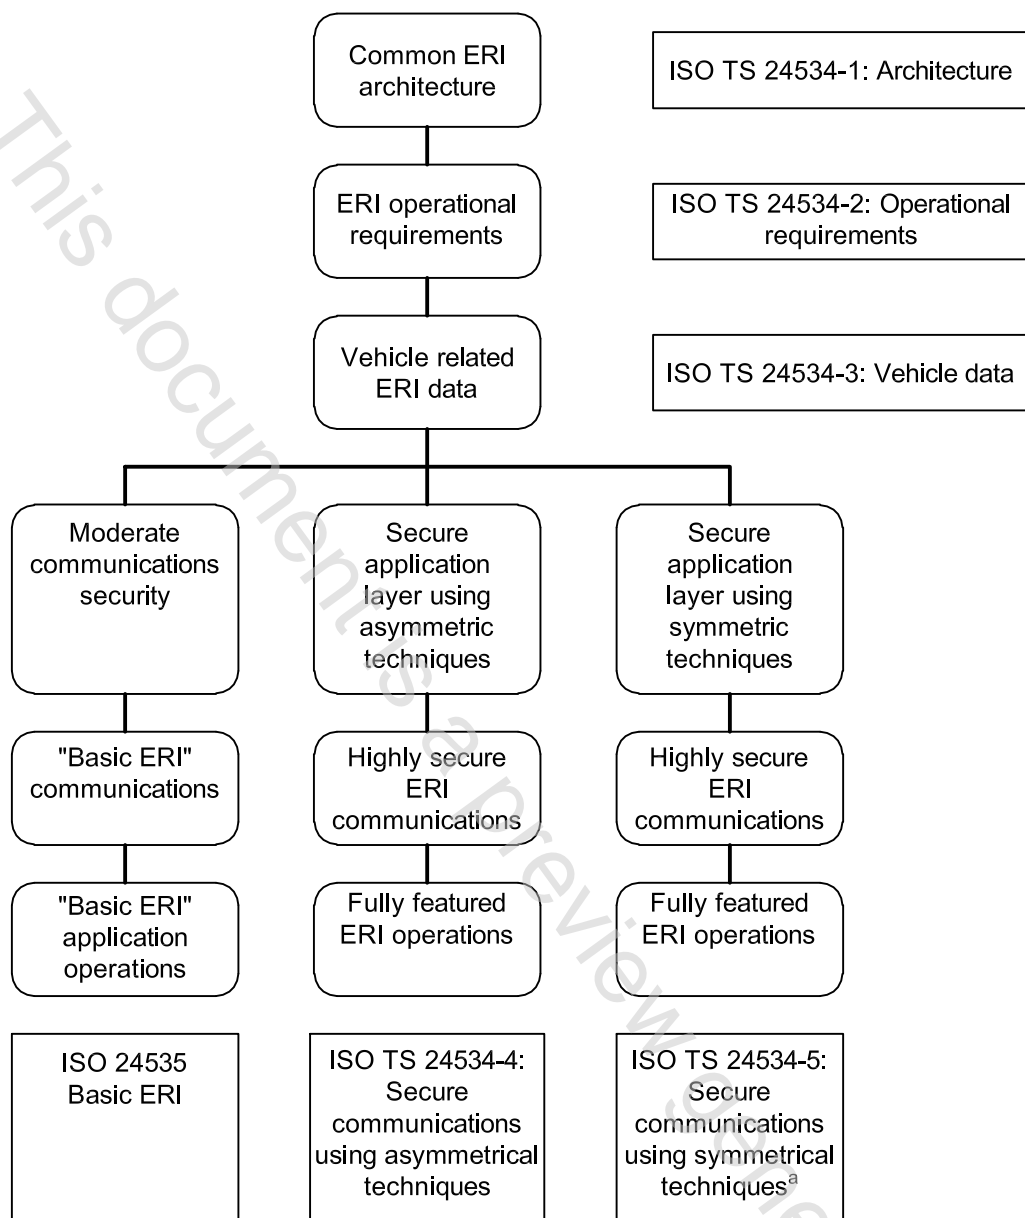 Common ERI
architecture
ISO TS 24534-1: Architecture
ERI operational
requirements
ISO TS 24534-2: Operational
requirements
Vehicle related
ERI data
ISO TS 24534-3: Vehicle data
Moderate
communications
security
Secure
application
layer using
asymmetric
techniques
Secure
application
layer using
symmetric
techniques
"Basic ERI"
communications
Highly secure
ERI
communications
Highly secure
ERI
communications
"Basic ERI"
application
operations
Fully featured
ERI operations
Fully featured
ERI operations
ISO 24535
Basic ERI
ISO TS 24534-4:
Secure
communications
using asymmetrical
techniques
ISO TS 24534-5:
Secure
communications
using symmetrical
techniquesᵃ
This document is a preview gene